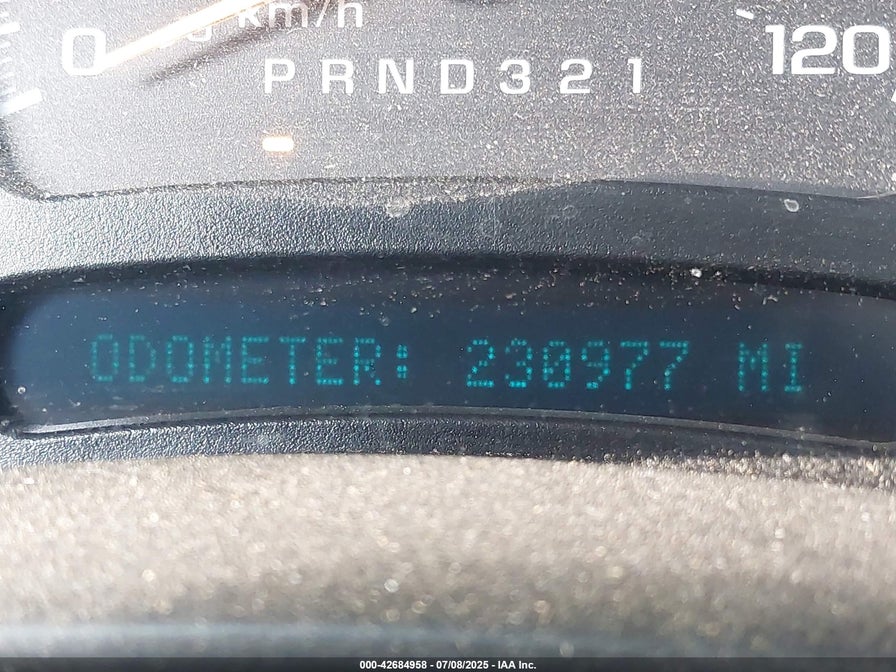 km/h
0
120
P R N D 3 2 1
ODOMETER: 230977 MI
000-42684958 - 07/08/2025 - IAA Inc.